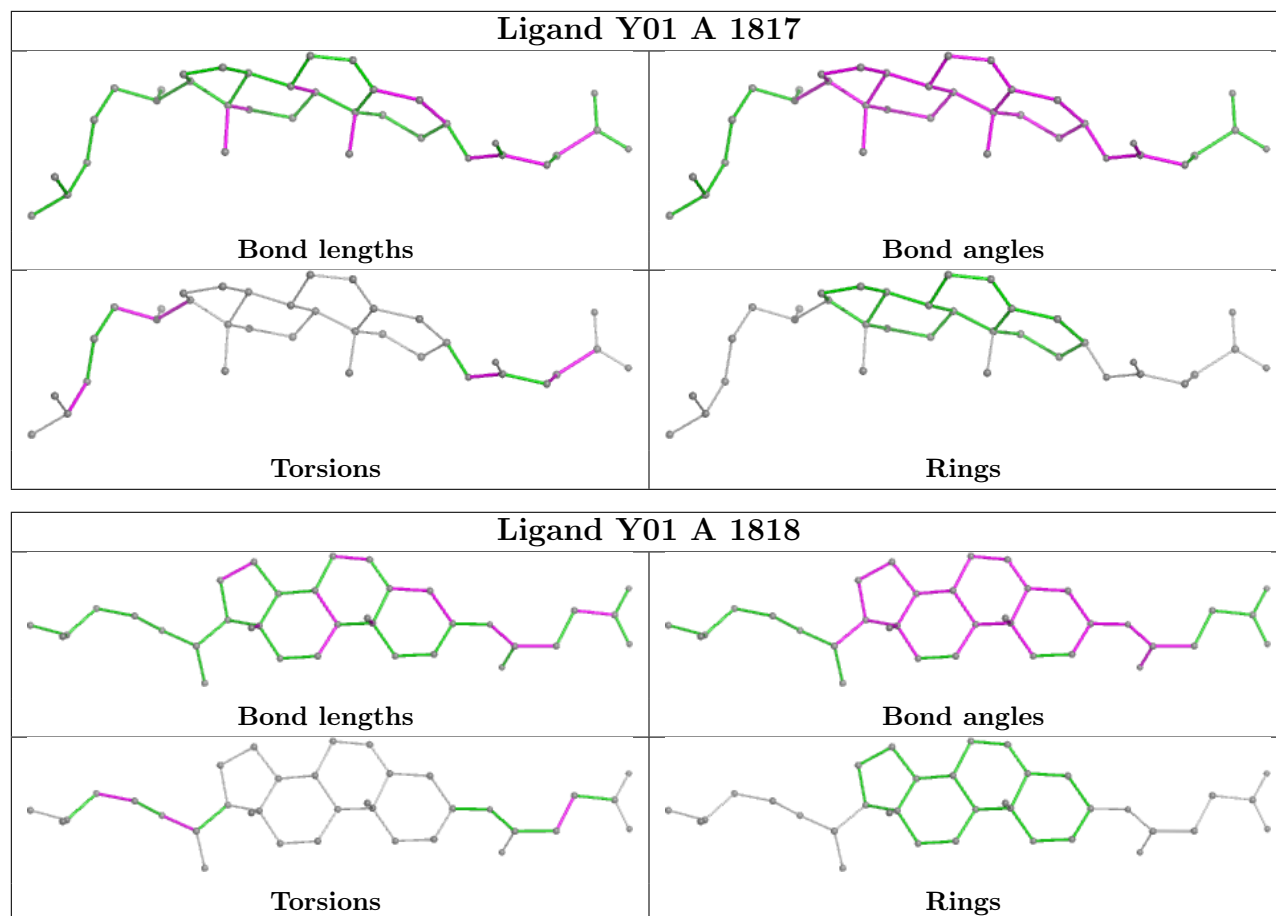 Ligand Y01 A 1817
Bond lengths
Bond angles
Torsions
Rings
Ligand Y01 A 1818
Bond lengths
Bond angles
Torsions
Rings